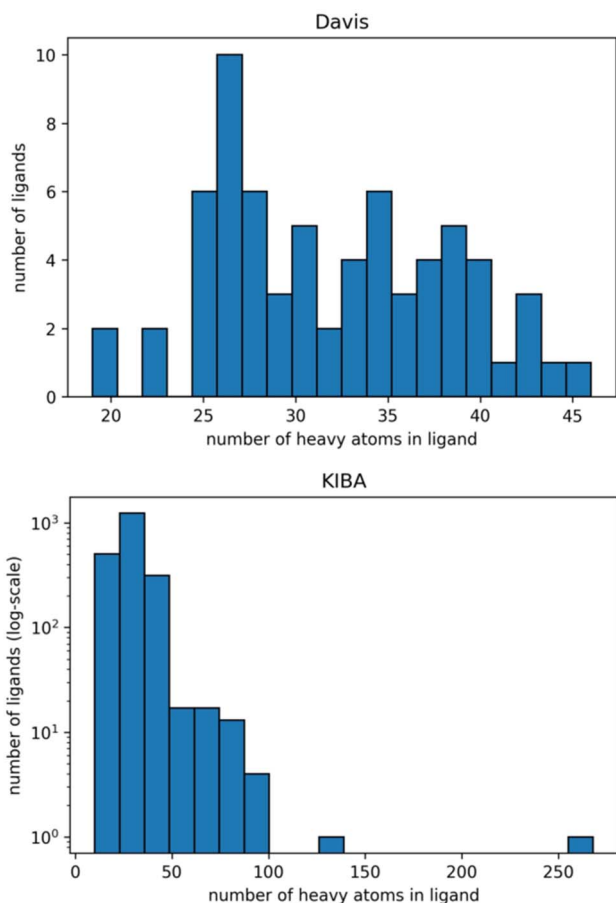 Davis
10
8
6
4
2
0
number of ligands
20 25 30 35 40 45
number of heavy atoms in ligand
KIBA
10³
10²
10¹
10⁰
number of ligands (log-scale)
0 50 100 150 200 250
number of heavy atoms in ligand